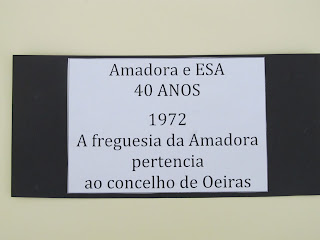 Amadora e ESA
40 ANOS
1972
A freguesia da Amadora
pertencia
ao concelho de Oeiras